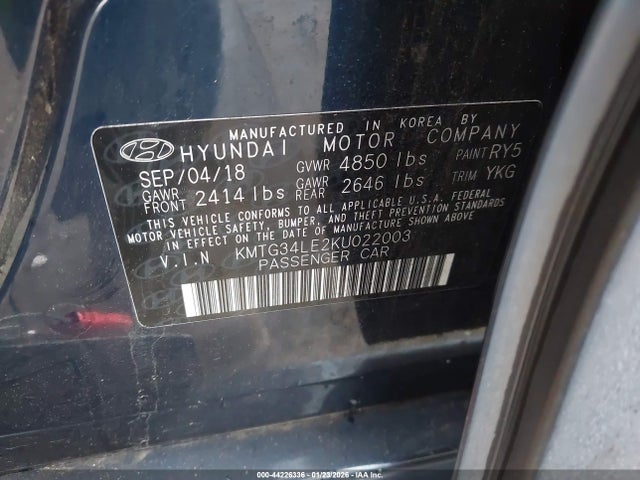 MANUFACTURED IN KOREA BY
HYUNDAI MOTOR COMPANY
SEP/04/18 GVWR 4850 lbs PAINT RY5
GAWR FRONT 2414 lbs GAWR REAR 2646 lbs TRIM YKG
THIS VEHICLE CONFORMS TO ALL APPLICABLE U.S.A. FEDERAL
MOTOR VEHICLE SAFETY, BUMPER, AND THEFT PREVENTION STANDARDS
IN EFFECT ON THE DATE OF MANUFACTURE SHOWN ABOVE
V.I.N KMTG34LE2KU022003
PASSENGER CAR
000-44226336 - 01/23/2026 - IAA Inc.